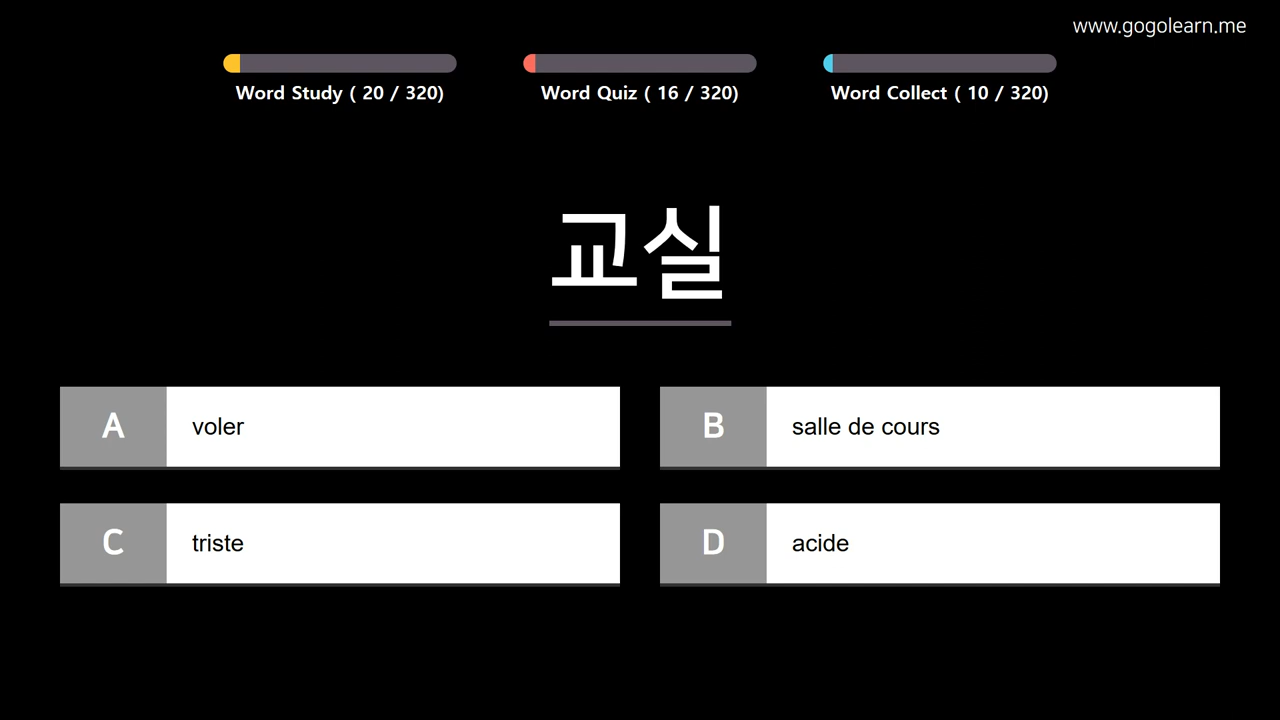 www.gogolearn.me
Word Study ( 20 / 320)
Word Quiz ( 16 / 320)
Word Collect ( 10 / 320)
교실
A voler
B salle de cours
C triste
D acide